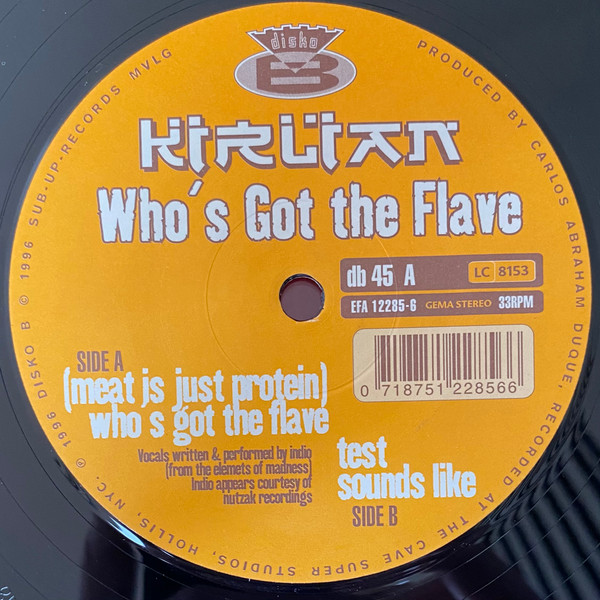 disko
B
KIRLIAN
Who´s Got the Flave
db 45 A
LC 8153
EFA 12285-6 GEMA STEREO 33RPM
0 718751 228566
SIDE A
(meat is just protein)
who s got the flave
Vocals written & performed by indio
(from the elemets of madness)
Indio appears courtesy of
nutzak recordings
test
sounds like
SIDE B
PRODUCED BY CARLOS ABRAHAM DUQUE, RECORDED AT THE CAVE SUPER STUDIOS, HOLLIS, NYC. ℗ 1996 DISKO B © 1996 SUB-UP-RECORDS MVLG